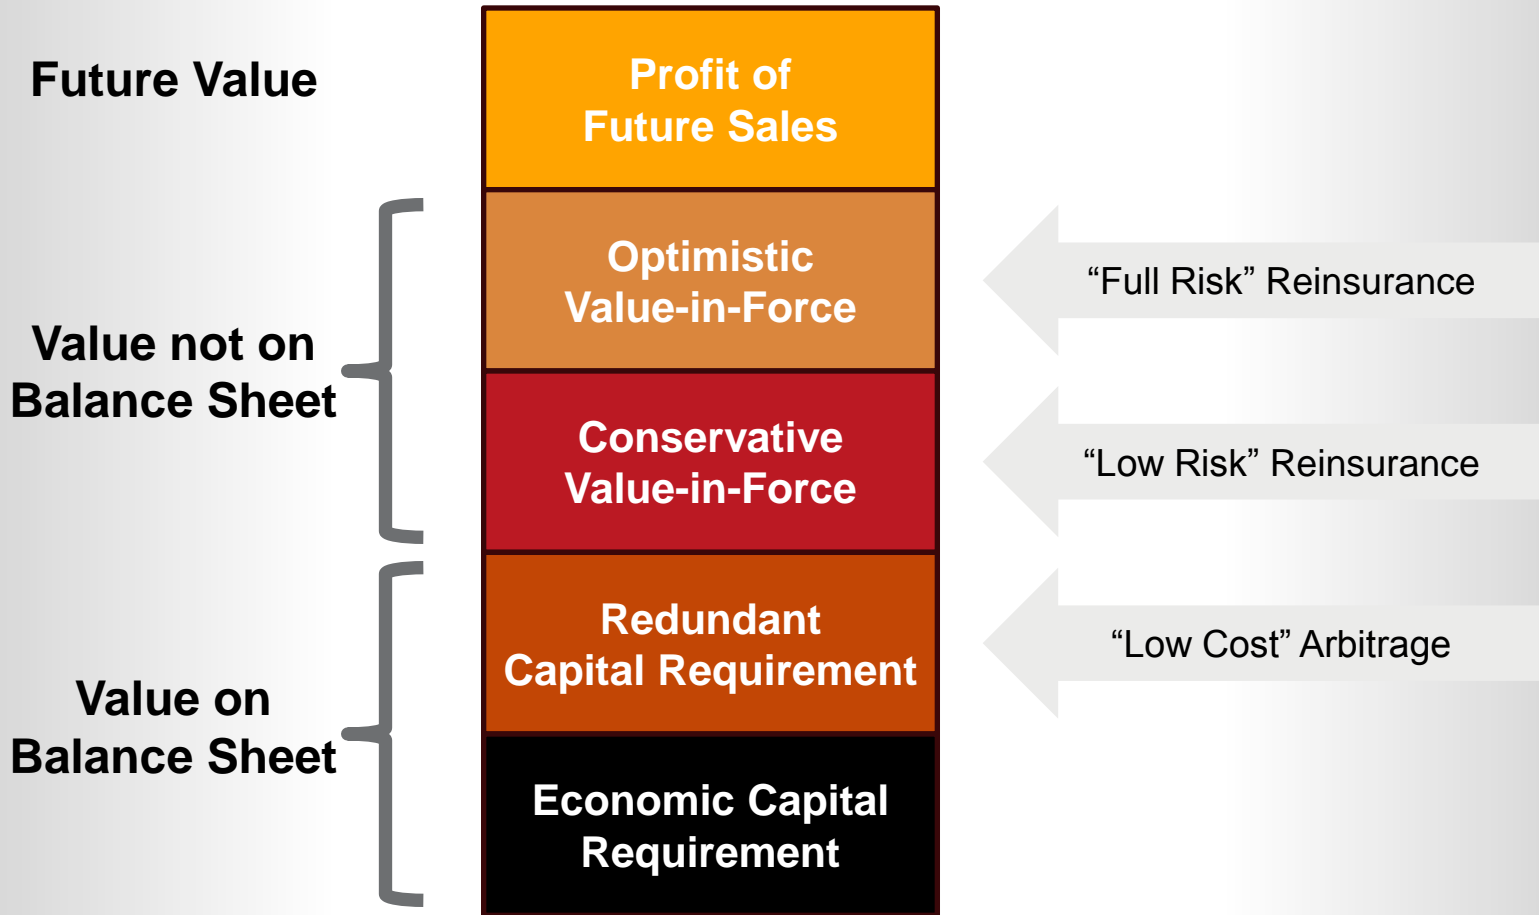 Future Value
Profit of
Future Sales
Value not on
Balance Sheet
Optimistic
Value-in-Force
“Full Risk” Reinsurance
Conservative
Value-in-Force
“Low Risk” Reinsurance
Value on
Balance Sheet
Redundant
Capital Requirement
“Low Cost” Arbitrage
Economic Capital
Requirement